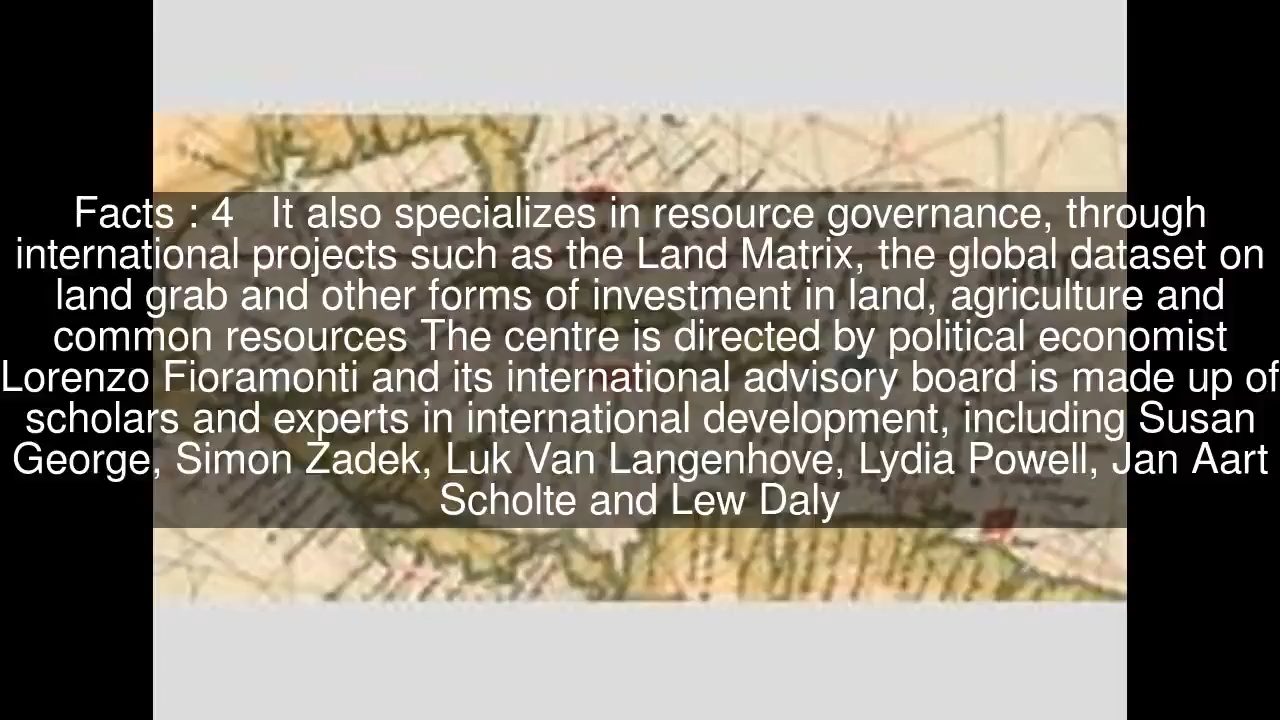 Facts : 4 It also specializes in resource governance, through
international projects such as the Land Matrix, the global dataset on
land grab and other forms of investment in land, agriculture and
common resources The centre is directed by political economist
Lorenzo Fioramonti and its international advisory board is made up of
scholars and experts in international development, including Susan
George, Simon Zadek, Luk Van Langenhove, Lydia Powell, Jan Aart
Scholte and Lew Daly